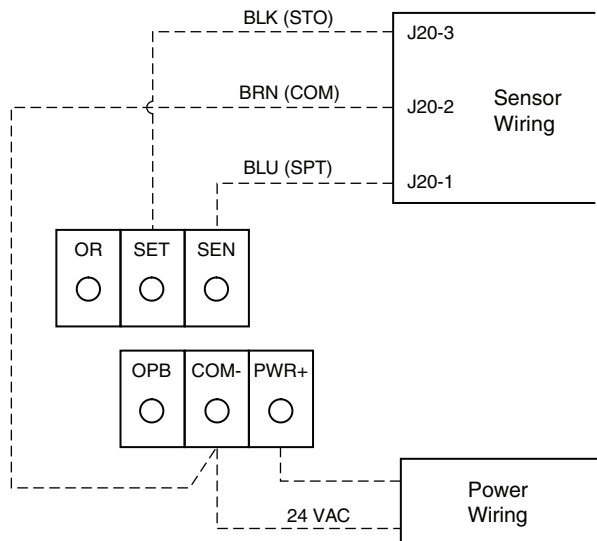 BLK (STO)
J20-3
BRN (COM)
J20-2
Sensor
Wiring
BLU (SPT)
J20-1
OR SET SEN
OPB COM- PWR+
24 VAC
Power
Wiring